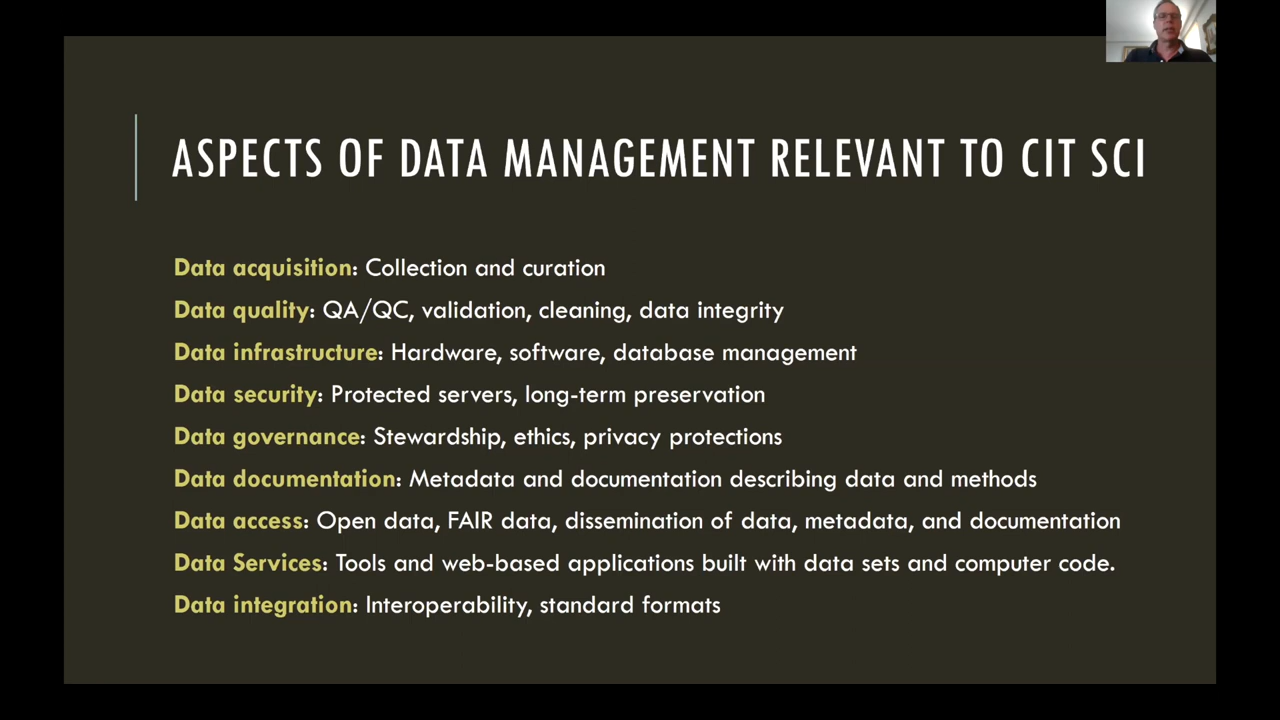 ASPECTS OF DATA MANAGEMENT RELEVANT TO CIT SCI
Data acquisition: Collection and curation
Data quality: QA/QC, validation, cleaning, data integrity
Data infrastructure: Hardware, software, database management
Data security: Protected servers, long-term preservation
Data governance: Stewardship, ethics, privacy protections
Data documentation: Metadata and documentation describing data and methods
Data access: Open data, FAIR data, dissemination of data, metadata, and documentation
Data Services: Tools and web-based applications built with data sets and computer code.
Data integration: Interoperability, standard formats